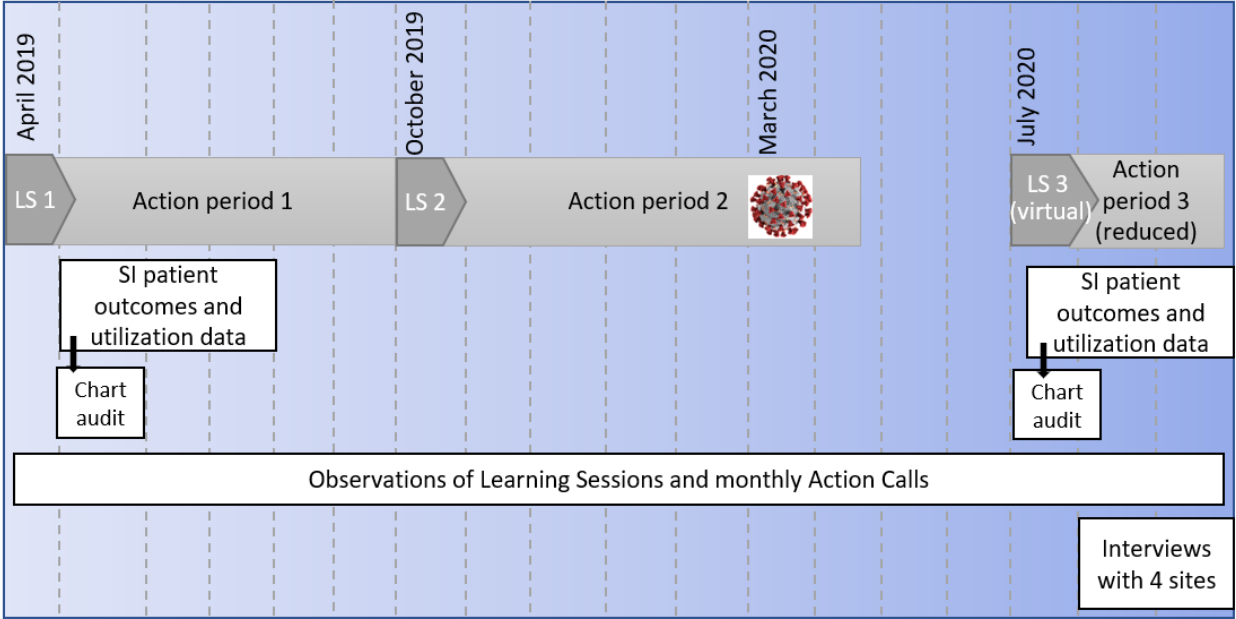 April 2019
October 2019
March 2020
July 2020
LS 1
Action period 1
LS 2
Action period 2
LS 3
(virtual)
Action
period 3
(reduced)
SI patient
outcomes and
utilization data
SI patient
outcomes and
utilization data
Chart
audit
Chart
audit
Observations of Learning Sessions and monthly Action Calls
Interviews
with 4 sites